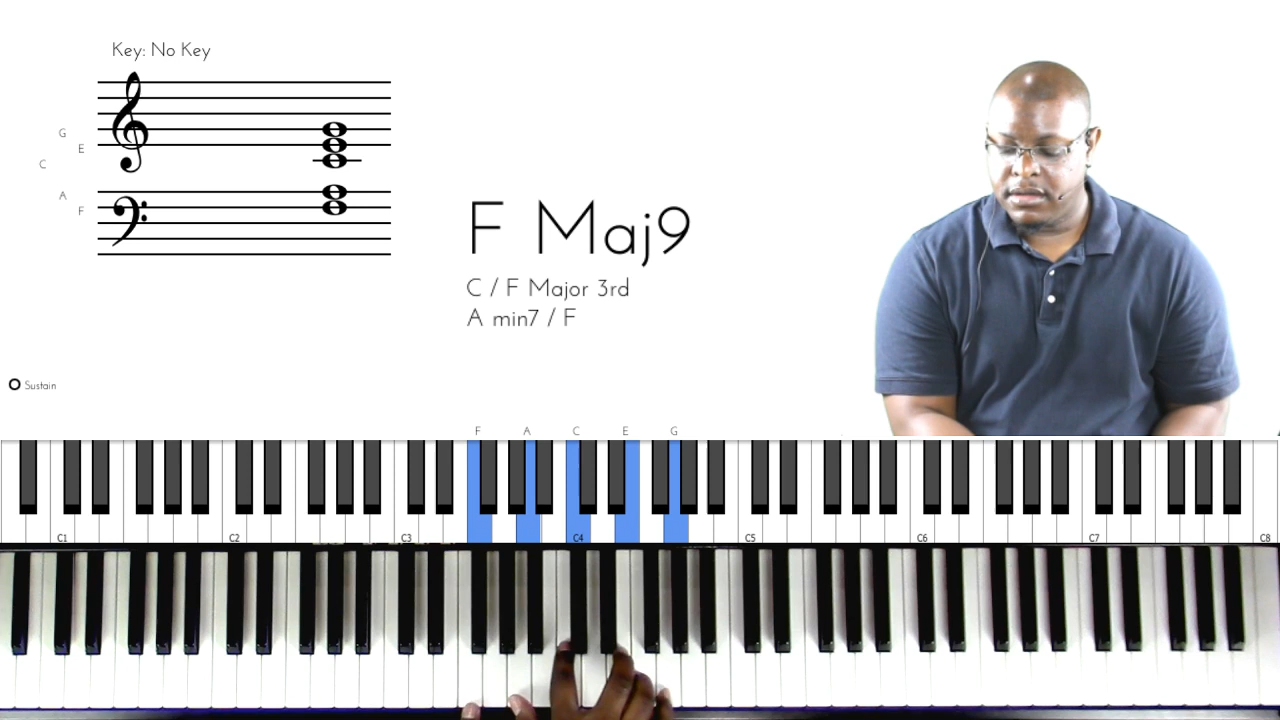 Key: No Key
G
E
C
A
F
F Maj9
C / F Major 3rd
A min7 / F
Sustain
F A C E G
C1 C2 C3 C4 C5 C6 C7 C8